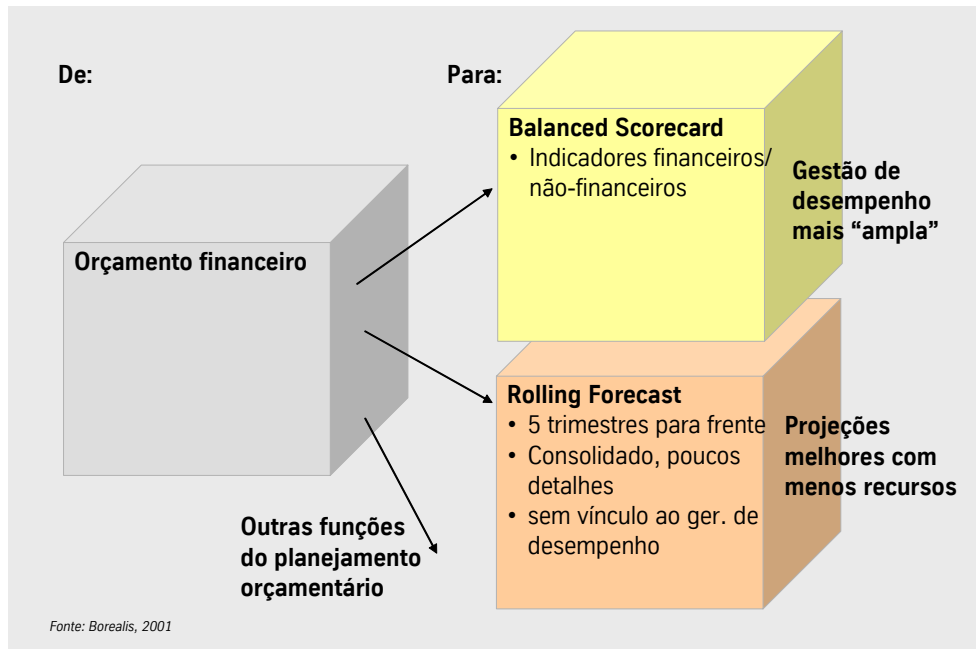 De:
Para:
Balanced Scorecard
• Indicadores financeiros/
não-financeiros
Gestão de
desempenho
mais “ampla”
Orçamento financeiro
Rolling Forecast
• 5 trimestres para frente
• Consolidado, poucos
detalhes
• sem vínculo ao ger. de
desempenho
Projeções
melhores com
menos recursos
Outras funções
do planejamento
orçamentário
Fonte: Borealis, 2001